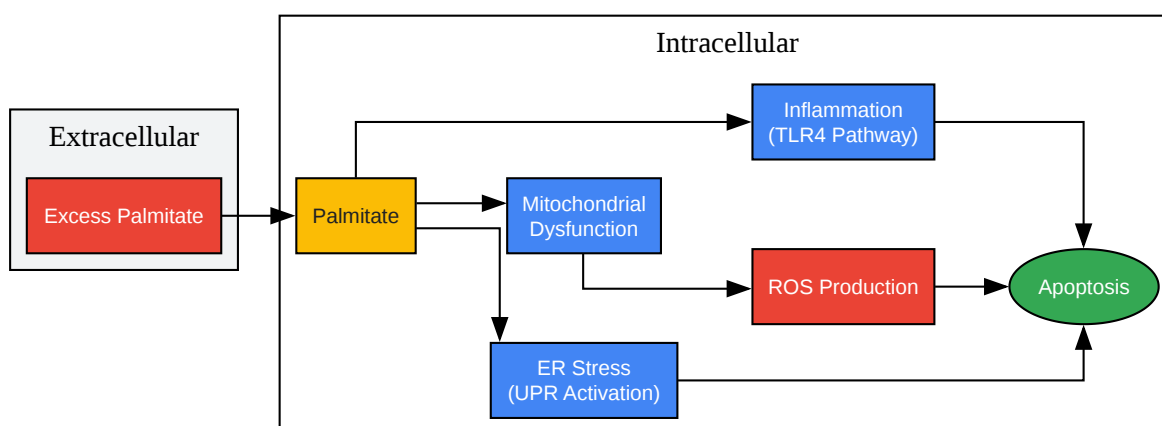 Intracellular
Extracellular
Excess Palmitate
Palmitate
Inflammation
(TLR4 Pathway)
Mitochondrial
Dysfunction
ROS Production
Apoptosis
ER Stress
(UPR Activation)